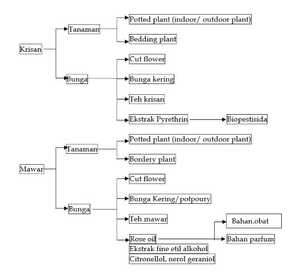 Potted plant (indoor/ outdoor plant)
Tanaman
Bedding plant
Krisan
Cut flower
Bunga
Bunga kering
Teh krisan
Ekstrak Pyrethrin
Biopestisida
Potted plant (indoor/ outdoor plant)
Tanaman
Bordery plant
Mawar
Cut flower
Bunga Kering/potpoury
Bunga
Teh mawar
Bahan.obat
Rose oil
Bahan parfum
Ekstrak fine etil alkohol
Citronellol, nerol geraniol